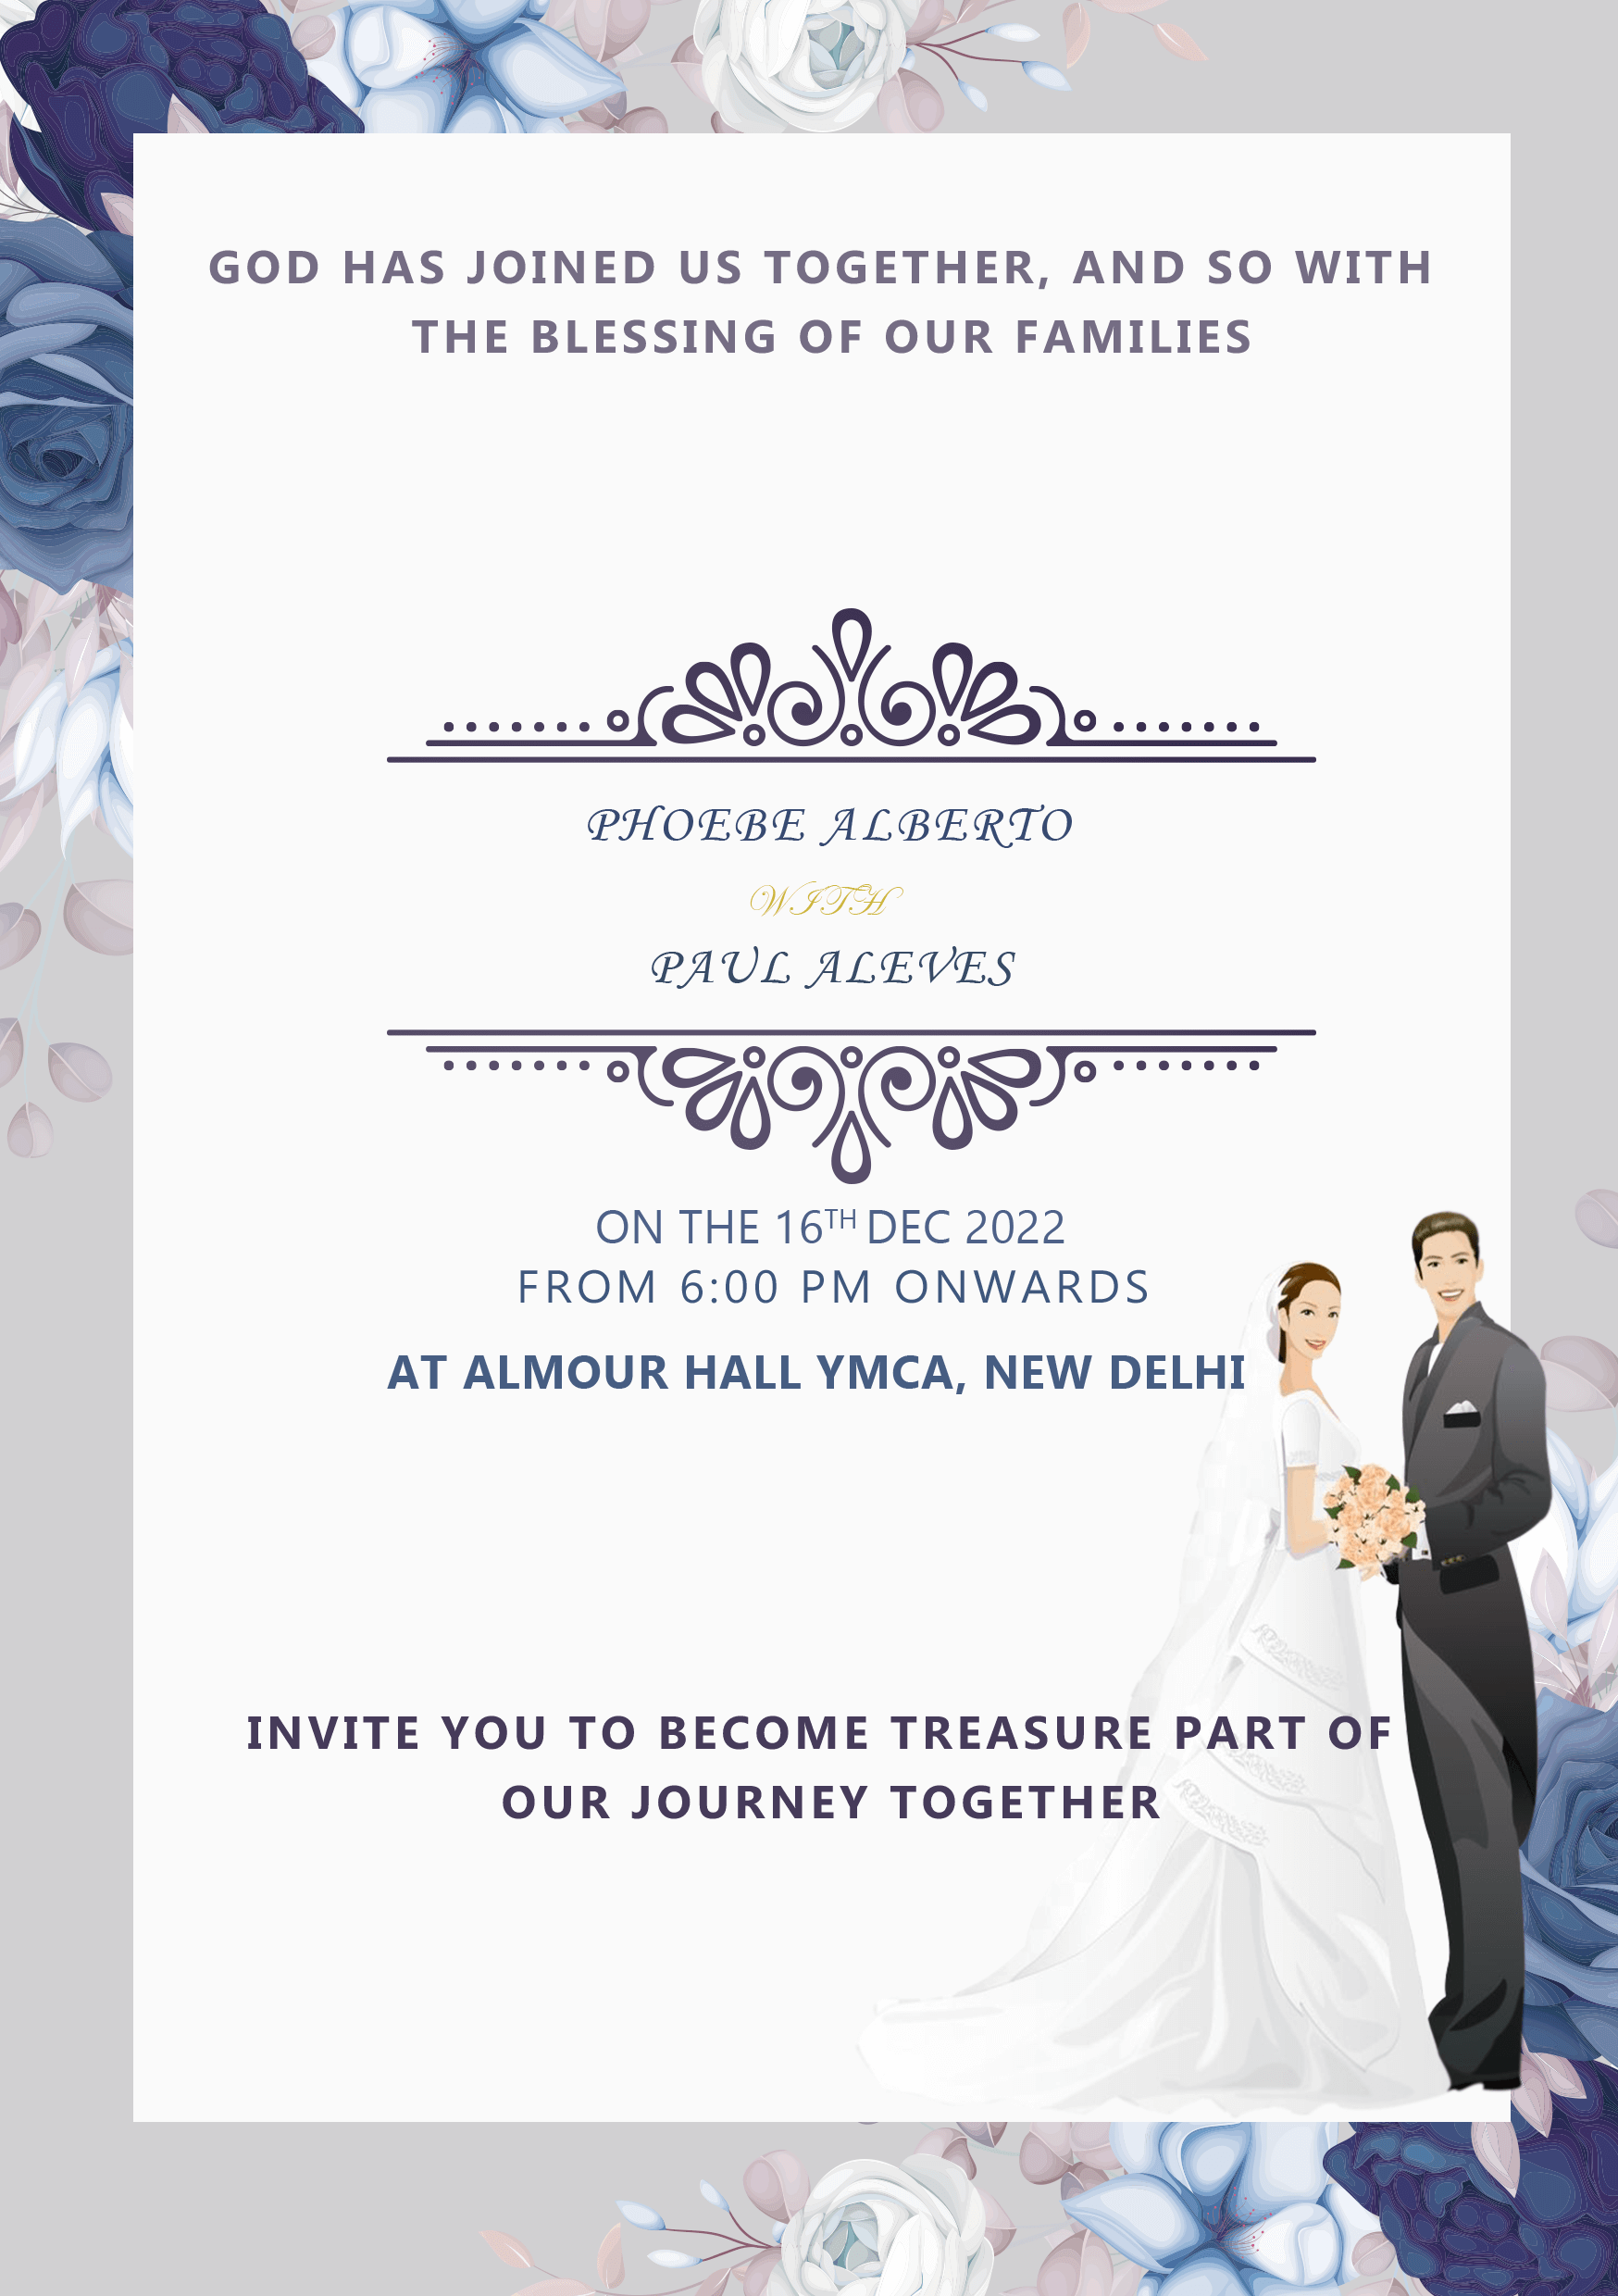 GOD HAS JOINED US TOGETHER, AND SO WITH
THE BLESSING OF OUR FAMILIES
PHOEBE ALBERTO
WITH
PAUL ALEVES
ON THE 16TH DEC 2022
FROM 6:00 PM ONWARDS
AT ALMOUR HALL YMCA, NEW DELHI
INVITE YOU TO BECOME TREASURE PART OF
OUR JOURNEY TOGETHER